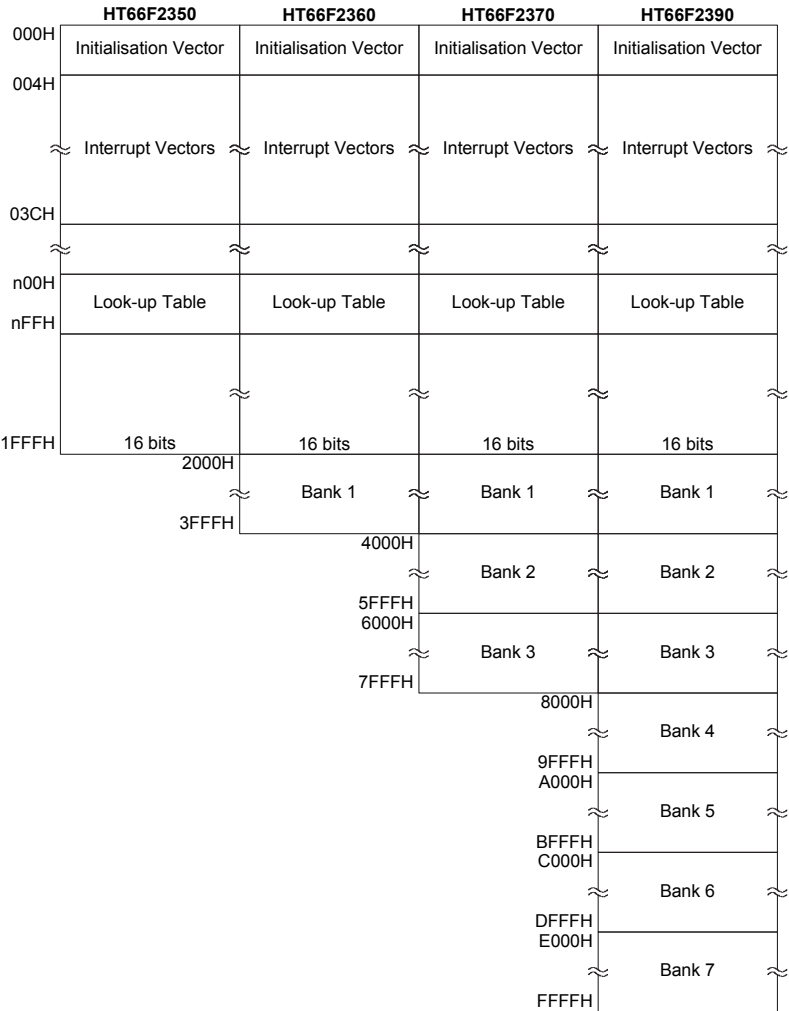 HT66F2350 HT66F2360 HT66F2370 HT66F2390
000H
Initialisation Vector Initialisation Vector Initialisation Vector Initialisation Vector
004H
Interrupt Vectors Interrupt Vectors Interrupt Vectors Interrupt Vectors
03CH
n00H
Look-up Table Look-up Table Look-up Table Look-up Table
nFFH
1FFFH 16 bits 16 bits 16 bits 16 bits
2000H
Bank 1 Bank 1 Bank 1
3FFFH
4000H
Bank 2 Bank 2
5FFFH
6000H
Bank 3 Bank 3
7FFFH
8000H
Bank 4
9FFFH
A000H
Bank 5
BFFFH
C000H
Bank 6
DFFFH
E000H
Bank 7
FFFFH